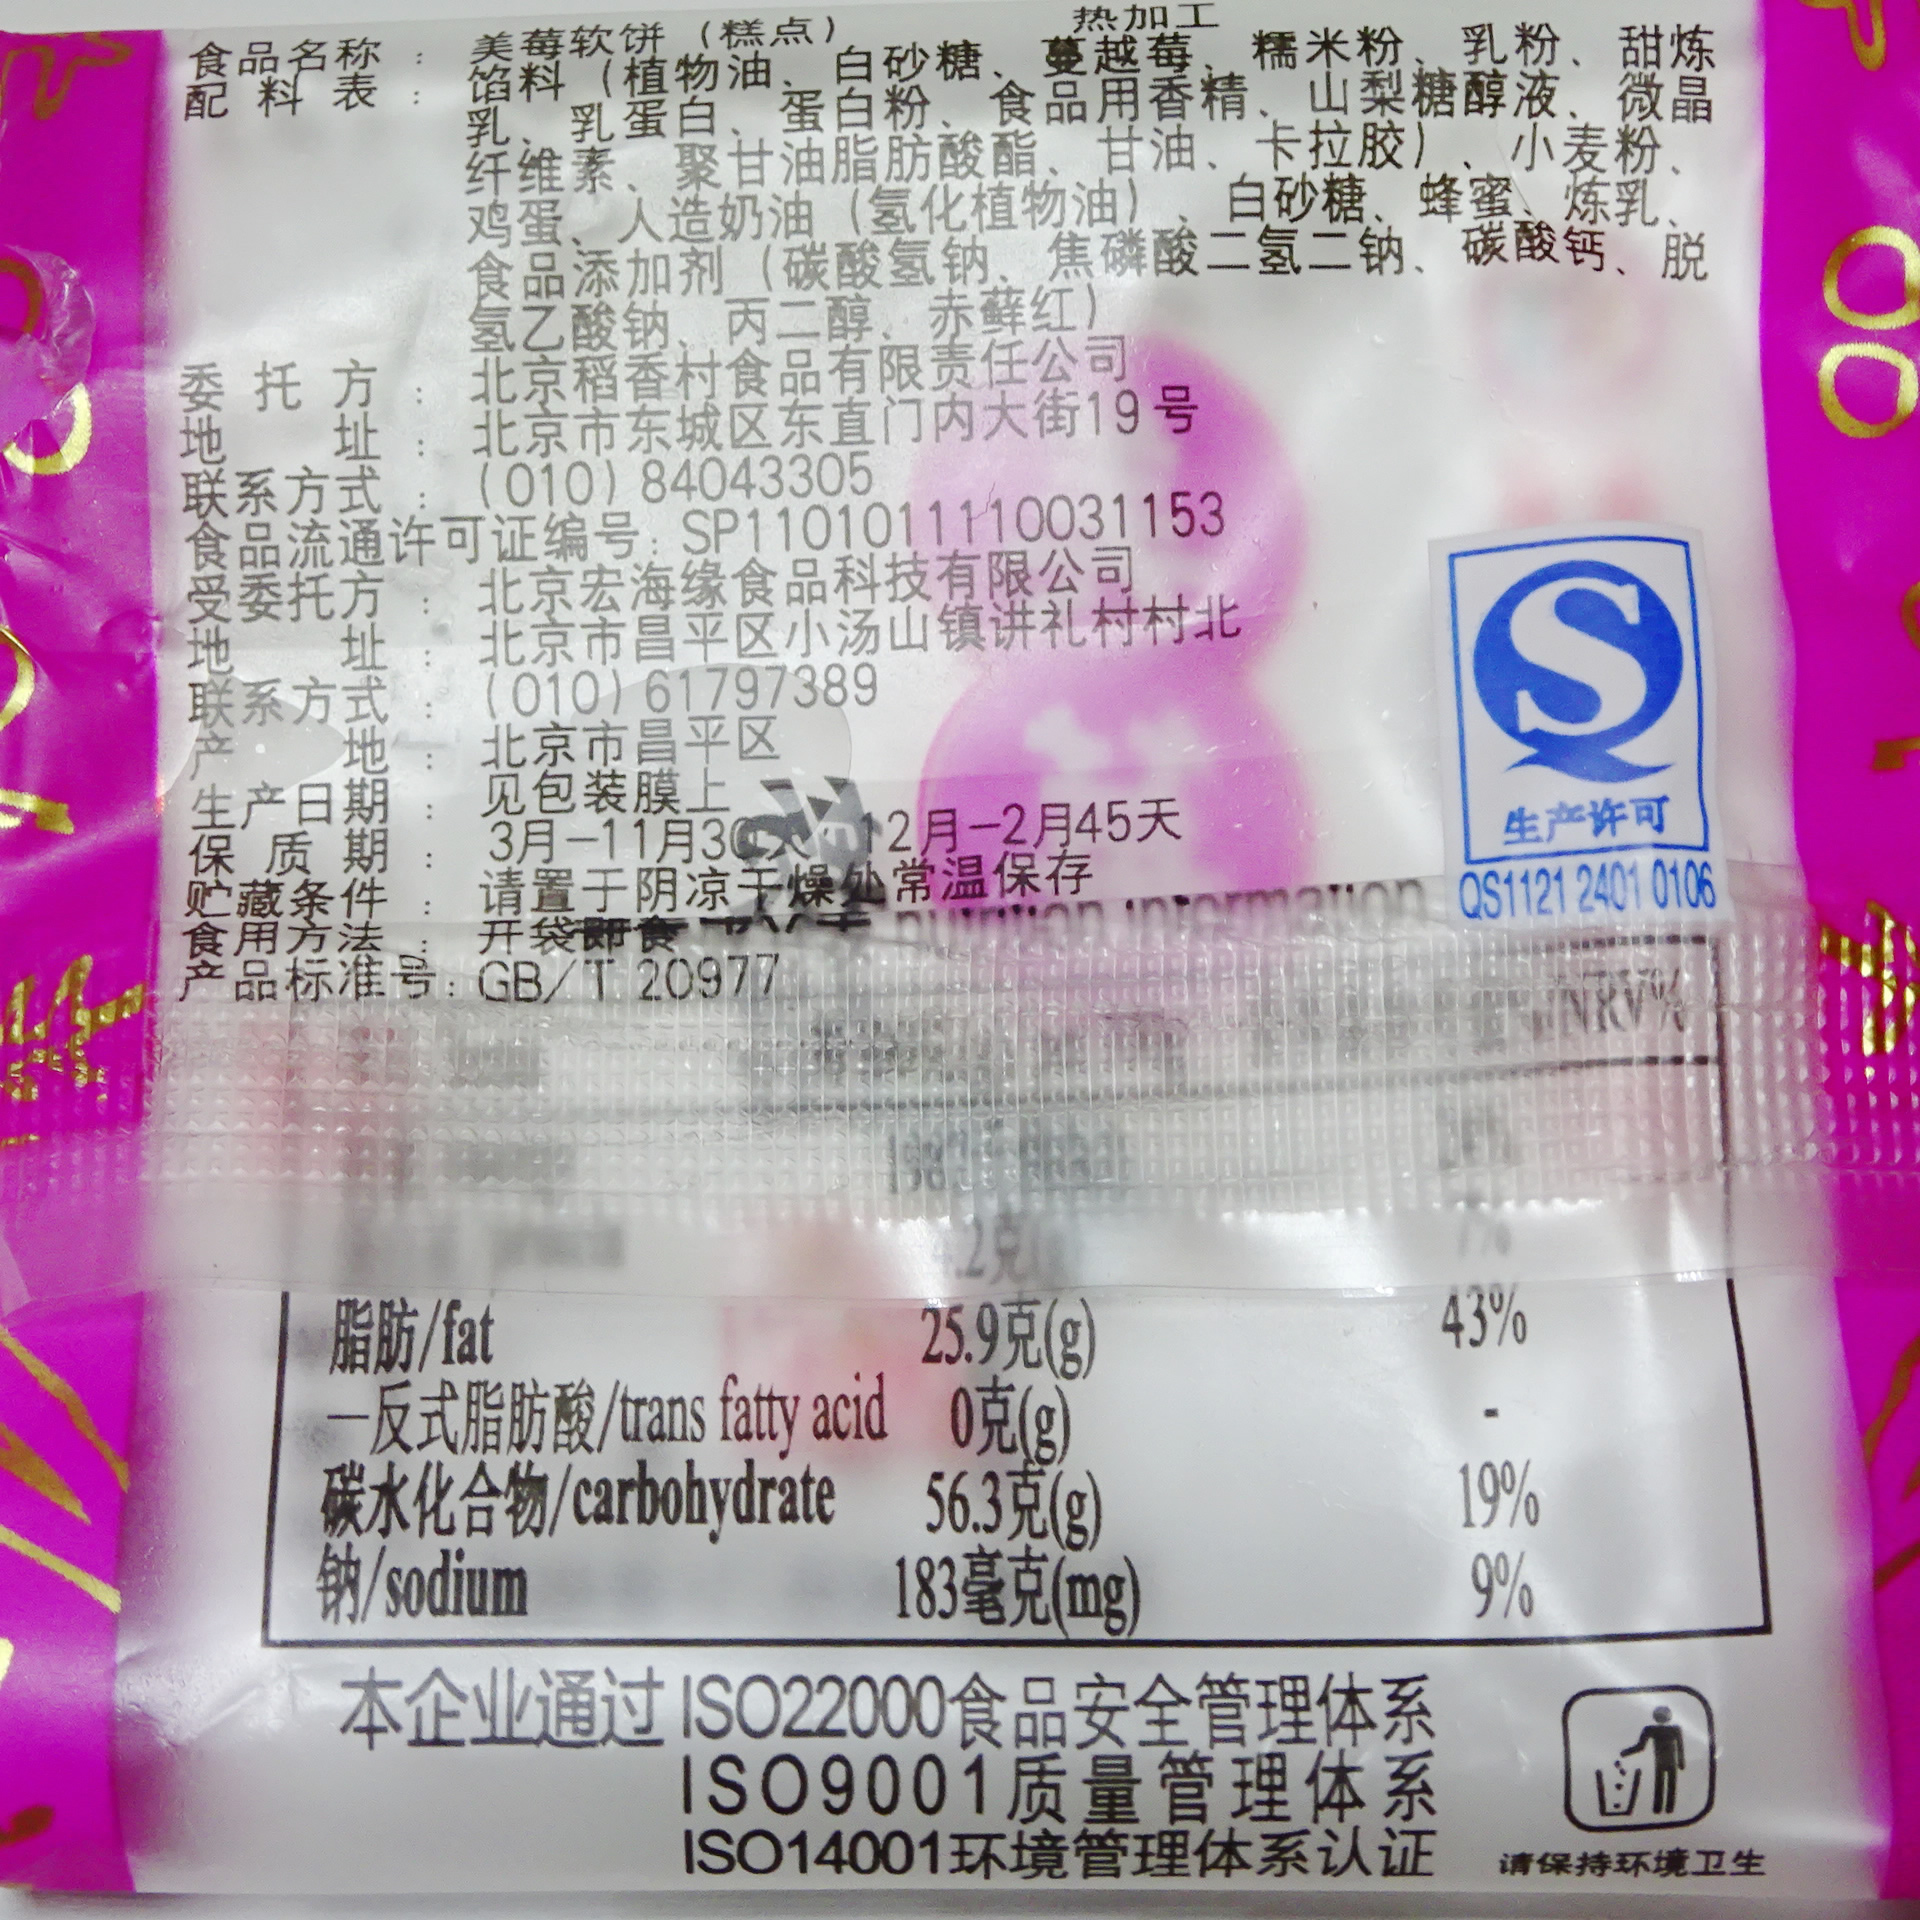 热加工
食品名称：美莓软饼（糕点）
配料表：馅料（植物油、白砂糖、蔓越莓、糯米粉、乳粉、甜炼
乳、乳蛋白、蛋白粉、食品用香精、山梨糖醇液、微晶
纤维素、聚甘油脂肪酸酯、甘油、卡拉胶）、小麦粉、
鸡蛋、人造奶油（氢化植物油）、白砂糖、蜂蜜、炼乳、
食品添加剂（碳酸氢钠、焦磷酸二氢二钠、碳酸钙、脱
氢乙酸钠、丙二醇、赤藓红）
委托方：北京稻香村食品有限责任公司
地址：北京市东城区东直门内大街19号
联系方式：(010) 84043305
食品流通许可证编号：SP1101011110031153
受委托方：北京宏海缘食品科技有限公司
地址：北京市昌平区小汤山镇讲礼村村北
联系方式：(010) 61797389
产地：北京市昌平区
生产日期：见包装膜上
保质期：3月-11月30天 12月-2月45天
贮藏条件：请置于阴凉干燥处常温保存
食用方法：开袋即食
产品标准号：GB/T 20977
生产许可
QS1121 2401 0106
nutrition information
NRV%
7%
脂肪/fat 25.9克(g) 43%
—反式脂肪酸/trans fatty acid 0克(g) -
碳水化合物/carbohydrate 56.3克(g) 19%
钠/sodium 183毫克(mg) 9%
本企业通过ISO22000食品安全管理体系
ISO9001质量管理体系
ISO14001环境管理体系认证
请保持环境卫生